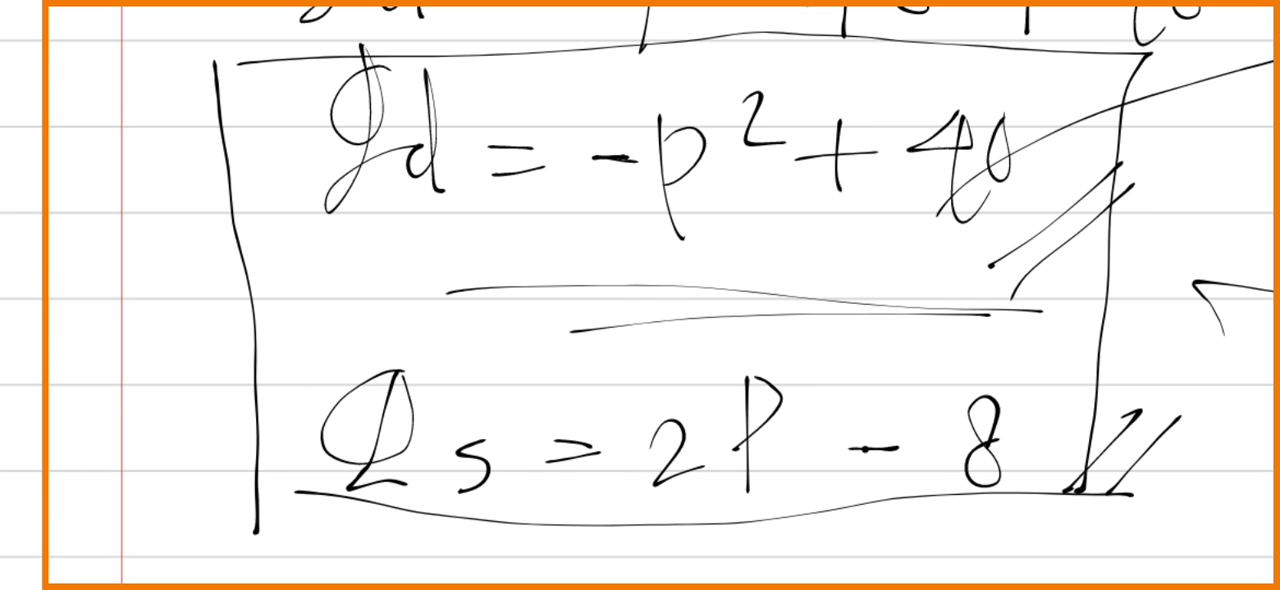 Qd = -p² + 40
Qs = 2P - 8